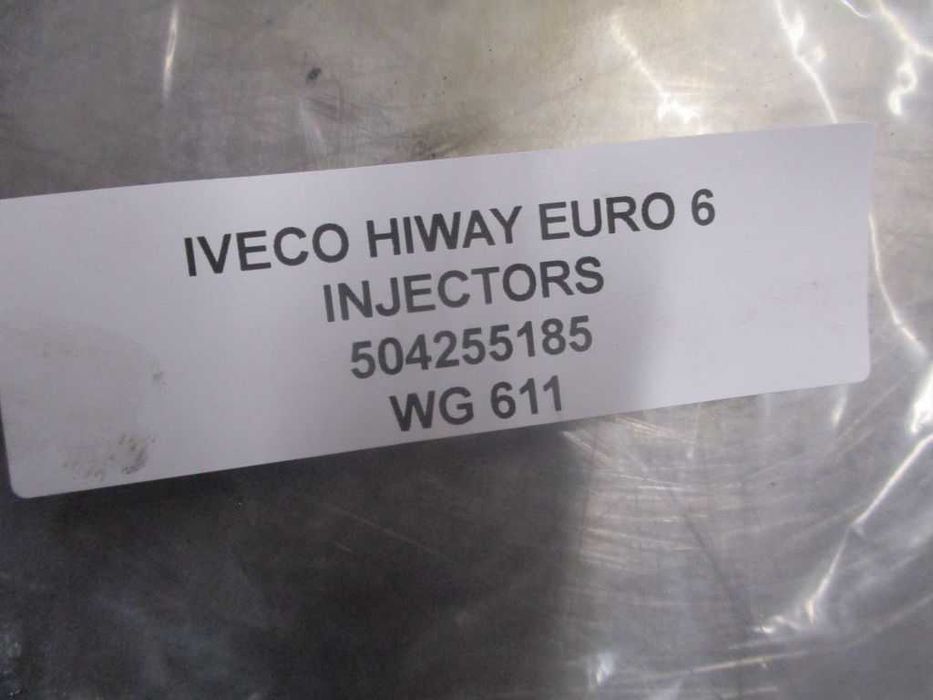 IVECO HIWAY EURO 6
INJECTORS
504255185
WG 611